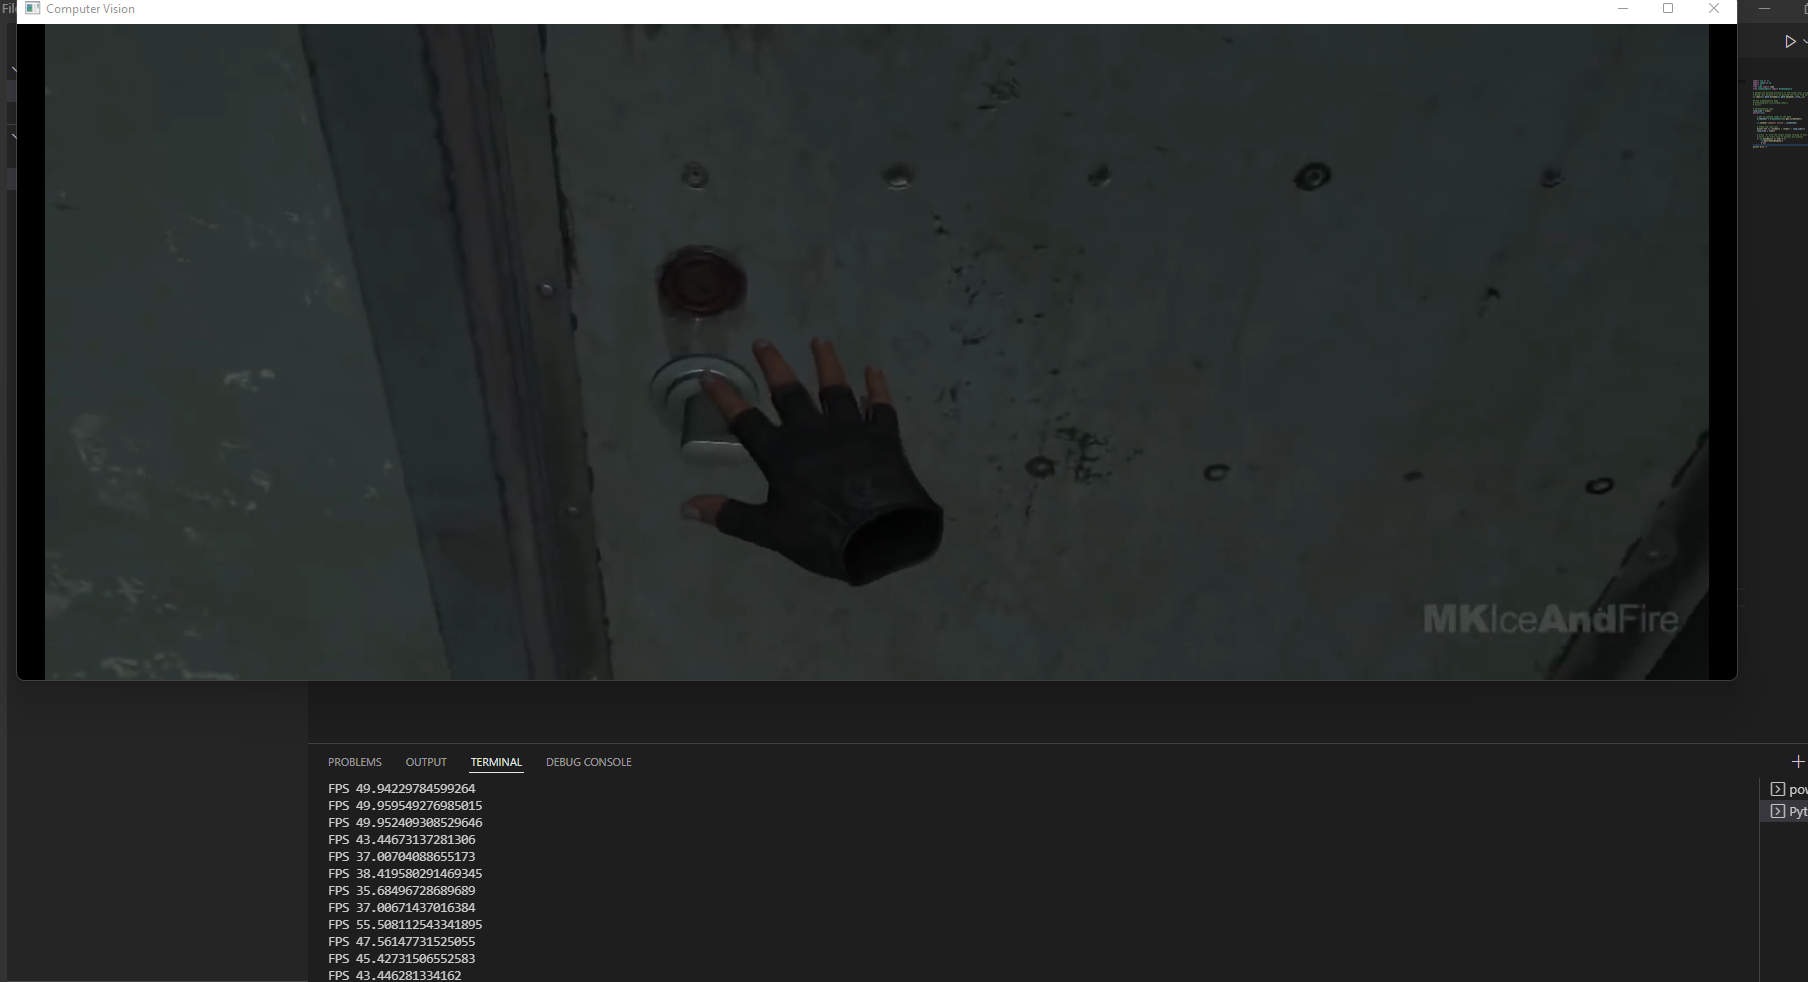 Computer Vision
MKIceAndFire
PROBLEMS OUTPUT TERMINAL DEBUG CONSOLE
FPS 49.94229784599264
FPS 49.959549276985015
FPS 49.952409308529646
FPS 43.44673137281306
FPS 37.00704088655173
FPS 38.419580291469345
FPS 35.68496728689689
FPS 37.00671437016384
FPS 55.508112543341895
FPS 47.56147731525055
FPS 45.42731506552583
FPS 43.446281334162
pov
Pyt